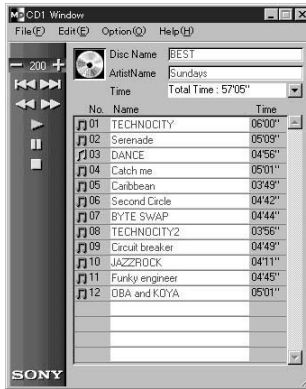 CD1 Window
File(F) Edit(E) Option(O) Help(H)
200
Disc Name BEST
ArtistName Sundays
Time Total Time : 57'05"
No. Name Time
01 TECHNOCITY 06'00"
02 Serenade 05'09"
03 DANCE 04'56"
04 Catch me 05'01"
05 Caribbean 03'49"
06 Second Circle 04'42"
07 BYTE SWAP 04'44"
08 TECHNOCITY2 03'56"
09 Circuit breaker 04'49"
10 JAZZROCK 04'11"
11 Funky engineer 04'45"
12 OBA and KOYA 05'01"
SONY